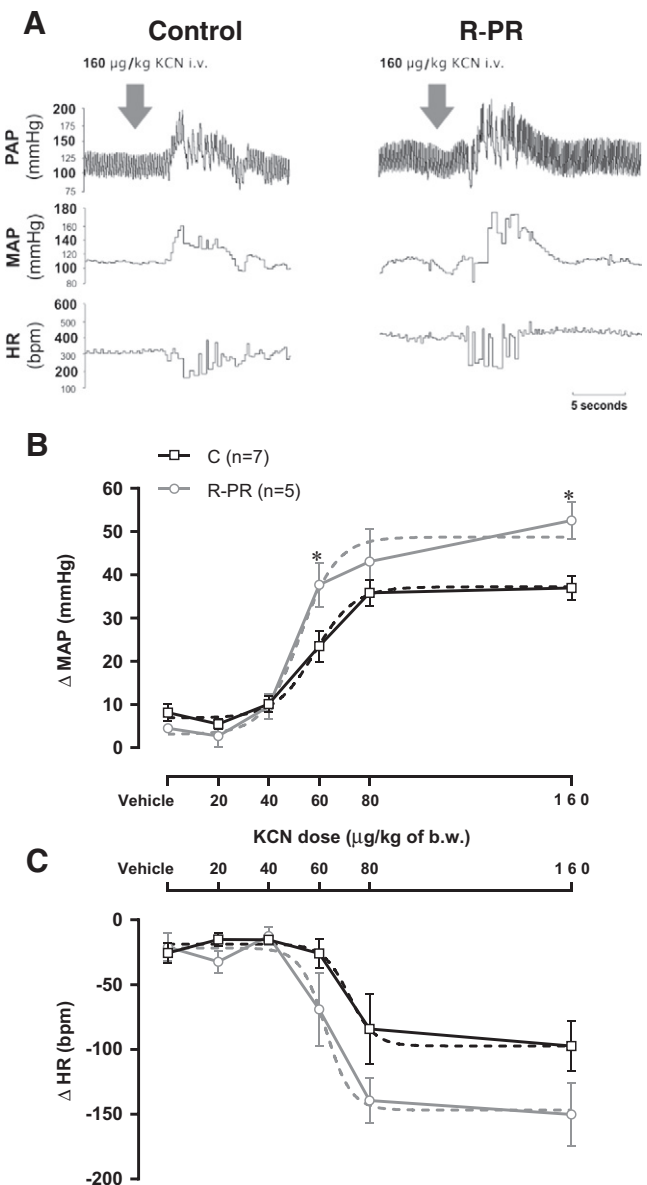 A
Control
R-PR
160 µg/kg KCN i.v.
160 µg/kg KCN i.v.
PAP
(mmHg)
200
175
150
125
100
75
MAP
(mmHg)
180
160
140
120
100
80
HR
(bpm)
600
500
400
300
200
100
5 seconds
B
C (n=7)
R-PR (n=5)
Δ MAP (mmHg)
60
50
40
30
20
10
0
*
*
Vehicle 20 40 60 80 160
KCN dose (µg/kg of b.w.)
C
Vehicle 20 40 60 80 160
Δ HR (bpm)
0
-50
-100
-150
-200